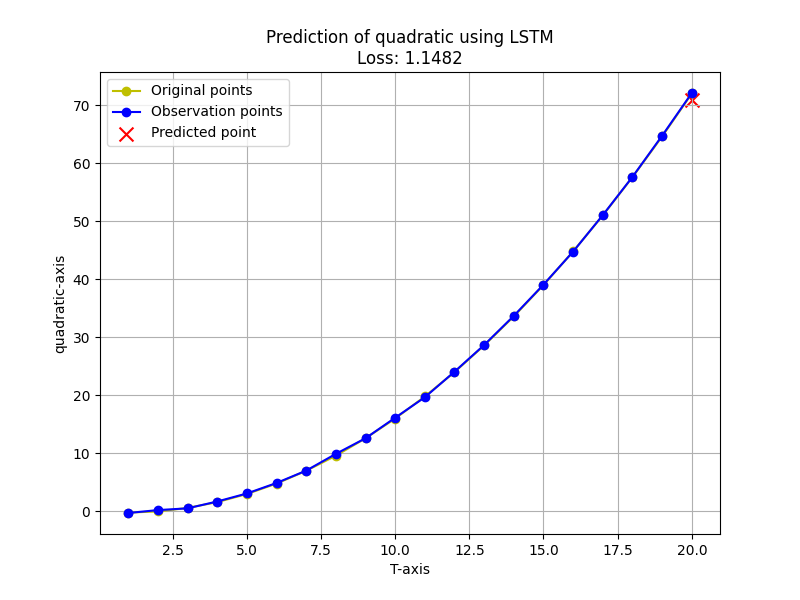 Prediction of quadratic using LSTM
Loss: 1.1482
Original points
Observation points
Predicted point
quadratic-axis
70
60
50
40
30
20
10
0
2.5 5.0 7.5 10.0 12.5 15.0 17.5 20.0
T-axis